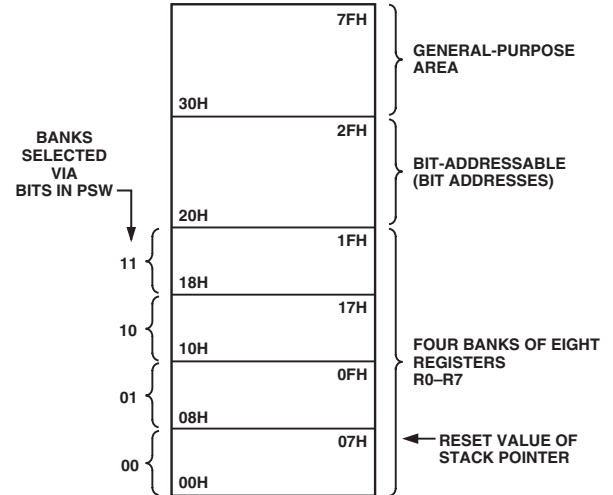 7FH
GENERAL-PURPOSE
AREA
30H
2FH
BANKS
SELECTED
VIA
BITS IN PSW
BIT-ADDRESSABLE
(BIT ADDRESSES)
20H
1FH
11
18H
17H
10
10H
FOUR BANKS OF EIGHT
REGISTERS
R0–R7
0FH
01
08H
07H
RESET VALUE OF
STACK POINTER
00
00H